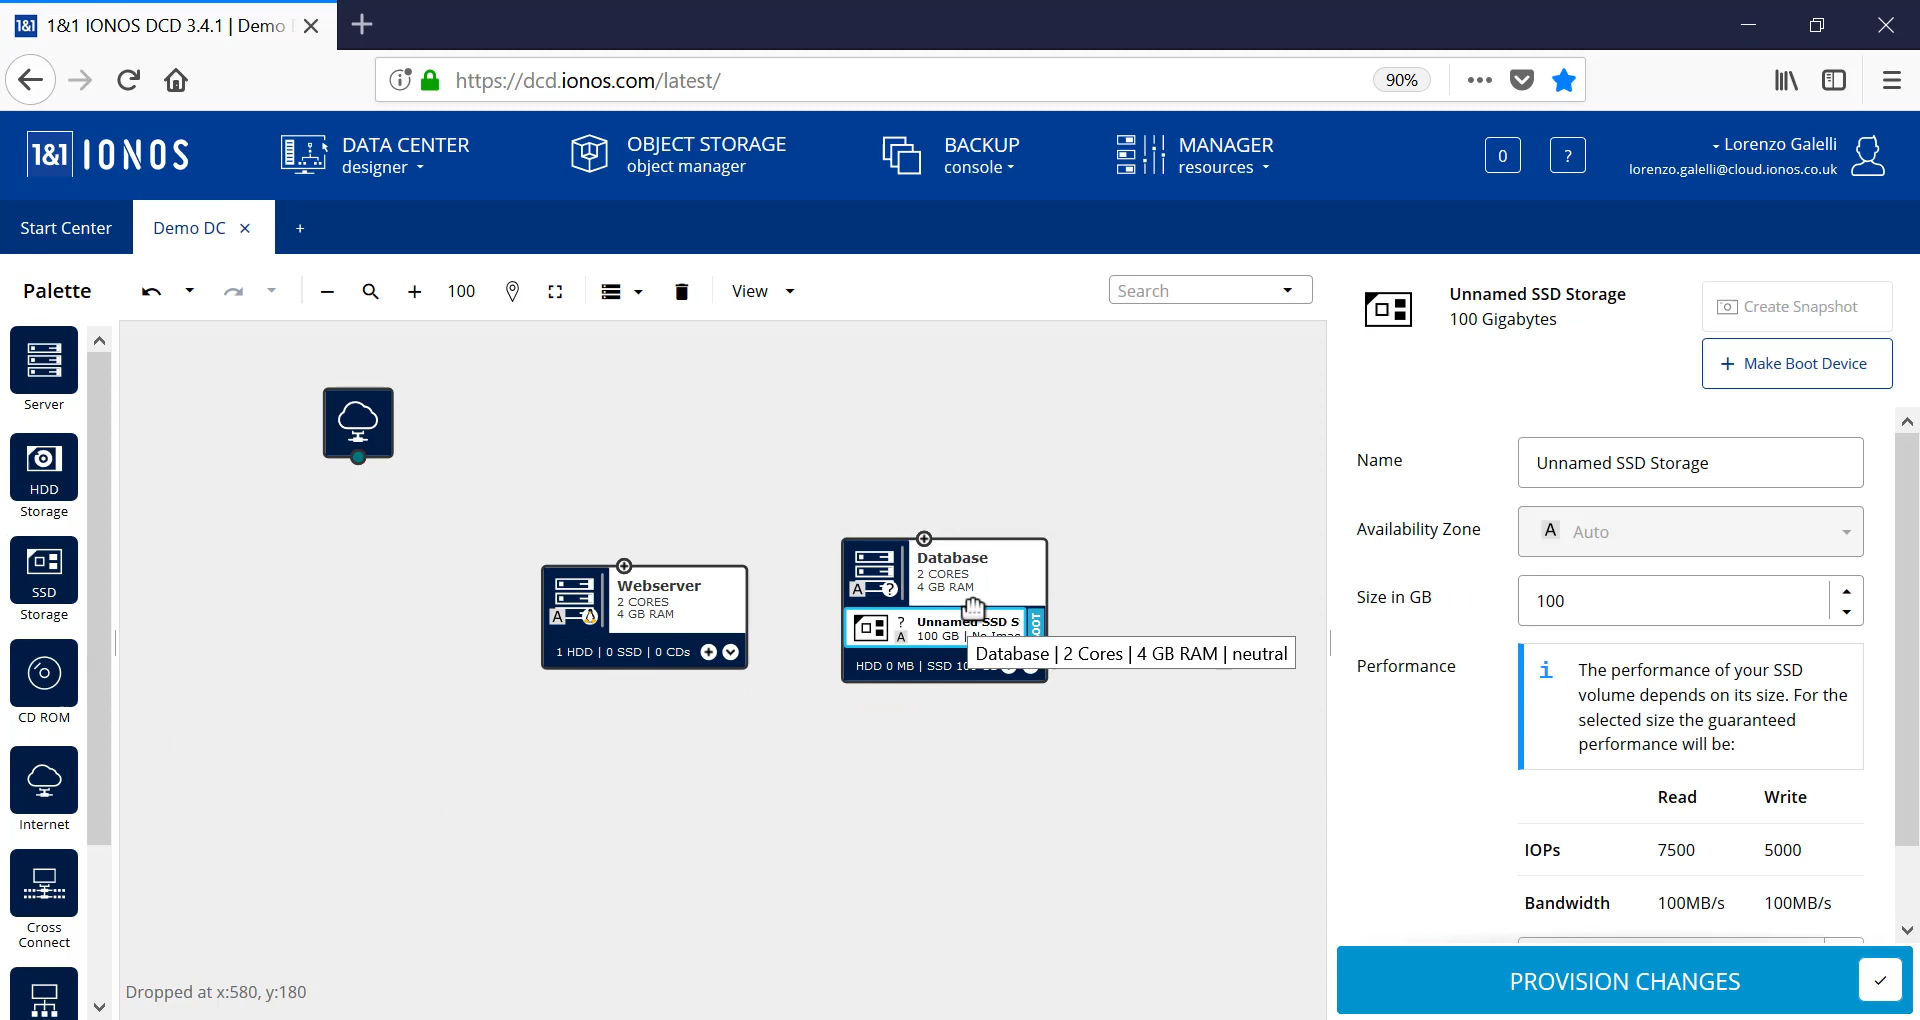 1&1 IONOS DCD 3.4.1 | Demo
https://dcd.ionos.com/latest/
90%
1&1 IONOS
DATA CENTER
designer
OBJECT STORAGE
object manager
BACKUP
console
MANAGER
resources
0
?
Lorenzo Galelli
lorenzo.galelli@cloud.ionos.co.uk
Start Center
Demo DC
+
Palette
100
View
Search
Server
HDD
Storage
SSD
Storage
CD ROM
Internet
Cross
Connect
Webserver
2 CORES
4 GB RAM
A
1 HDD | 0 SSD | 0 CDs
Database
2 CORES
4 GB RAM
A ?
? Unnamed SSD S
A 100 GB |
Database | 2 Cores | 4 GB RAM | neutral
HDD 0 MB | SSD
Dropped at x:580, y:180
Unnamed SSD Storage
100 Gigabytes
Create Snapshot
+ Make Boot Device
Name
Unnamed SSD Storage
Availability Zone
A Auto
Size in GB
100
Performance
i
The performance of your SSD
volume depends on its size. For the
selected size the guaranteed
performance will be:
Read Write
IOPs 7500 5000
Bandwidth 100MB/s 100MB/s
PROVISION CHANGES